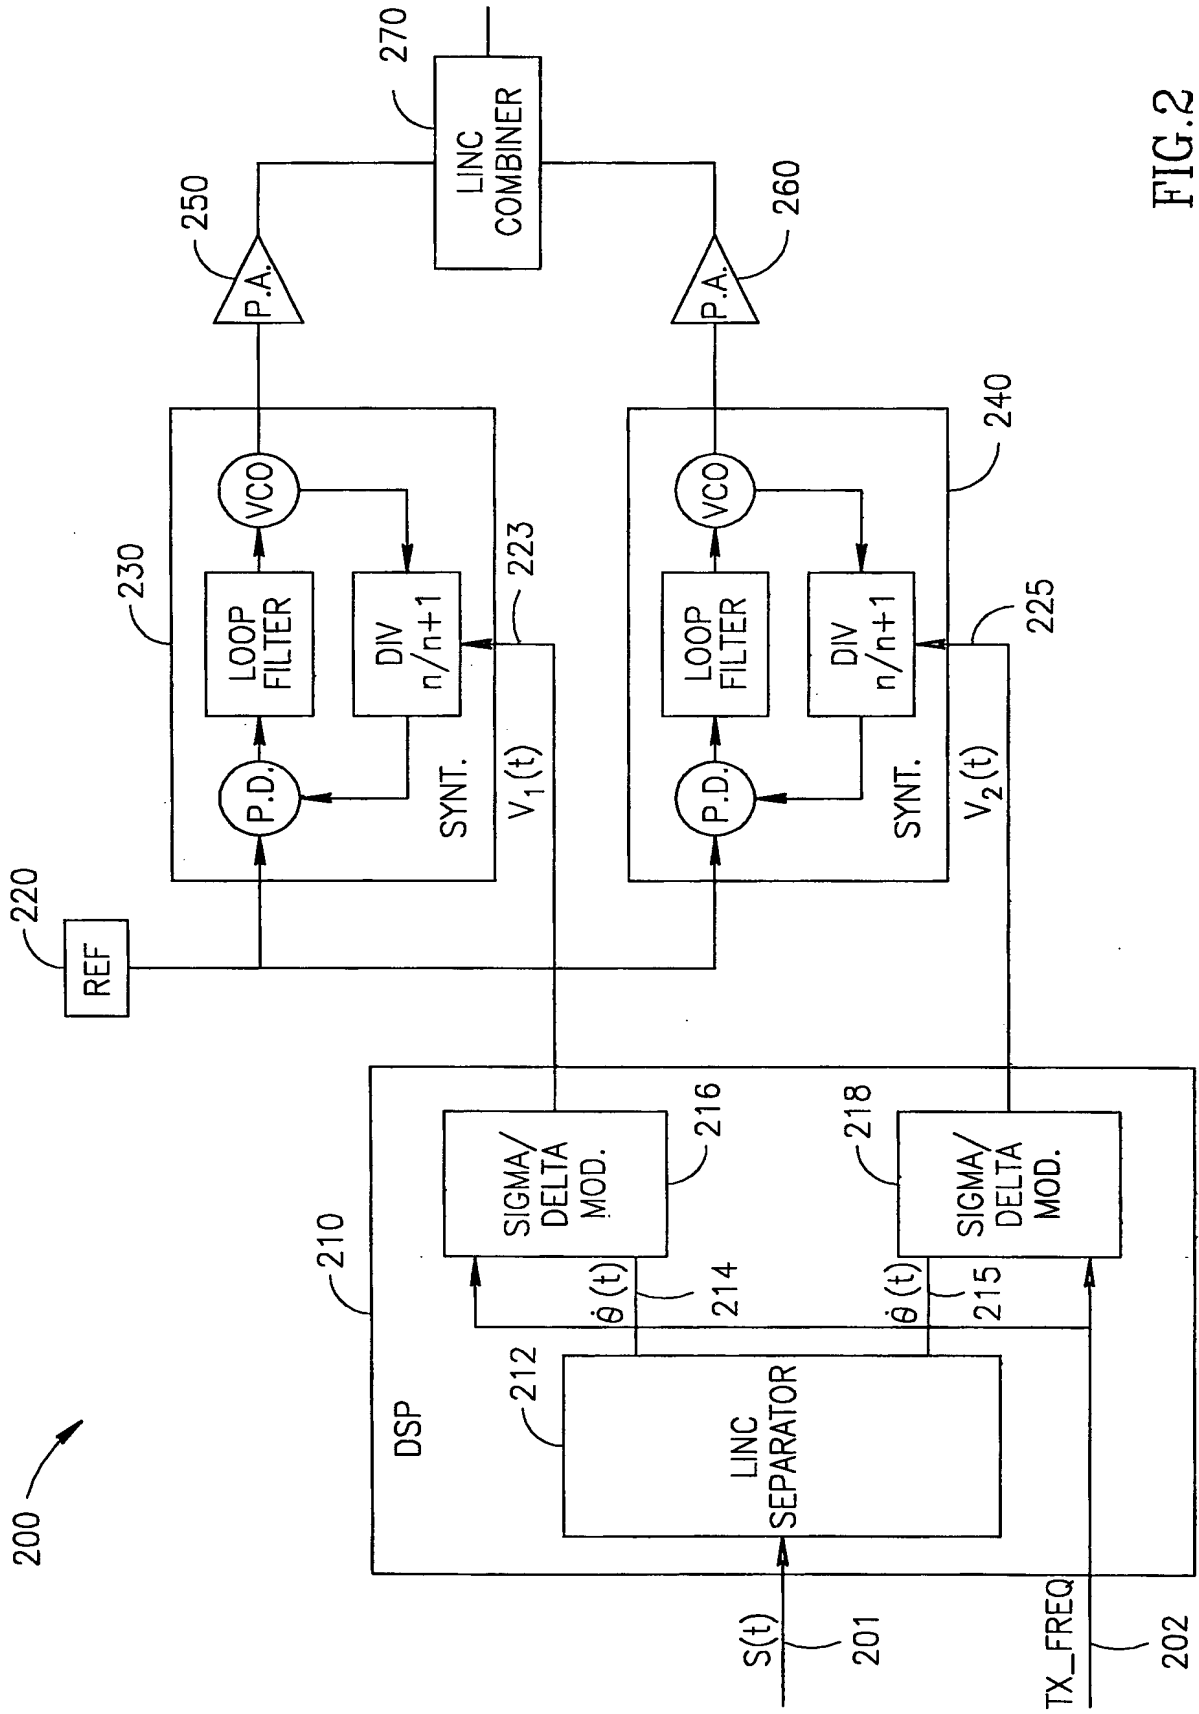 200
210
DSP
S(t)
201
TX_FREQ
202
212
LINC
SEPARATOR
θ̇(t)
214
θ̇(t)
215
SIGMA/
DELTA
MOD.
216
218
SIGMA/
DELTA
MOD.
220
REF
V₁(t)
223
V₂(t)
225
230
P.D.
LOOP
FILTER
VCO
DIV
n/n+1
SYNT.
240
P.D.
LOOP
FILTER
VCO
DIV
n/n+1
SYNT.
250
P.A.
260
P.A.
270
LINC
COMBINER
FIG.2